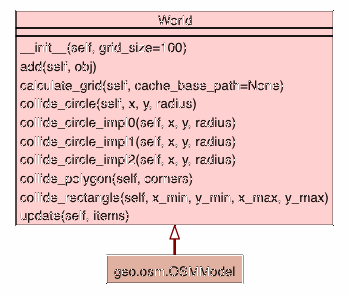 World
__init__(self, grid_size=100)
add(self, obj)
calculate_grid(self, cache_base_path=None)
collide_circle(self, x, y, radius)
collide_circle_impl0(self, x, y, radius)
collide_circle_impl1(self, x, y, radius)
collide_circle_impl2(self, x, y, radius)
collide_polygon(self, corners)
collide_rectangle(self, x_min, y_min, x_max, y_max)
update(self, items)
geo.osm.OSMModel